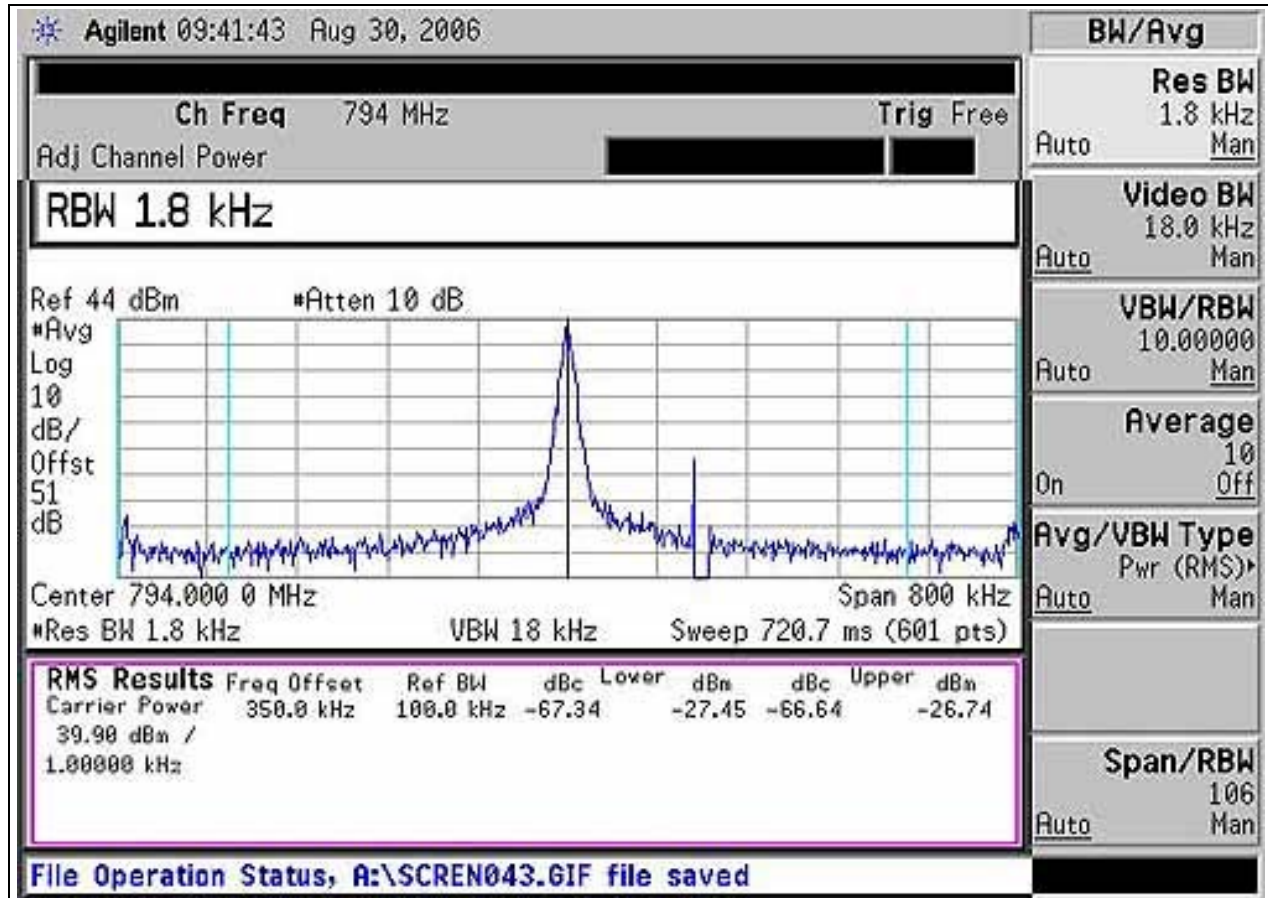 Agilent 09:41:43 Aug 30, 2006
BW/Avg
Ch Freq 794 MHz
Trig Free
Adj Channel Power
RBW 1.8 kHz
Ref 44 dBm #Atten 10 dB
#Avg
Log
10
dB/
Offst
51
dB
Center 794.000 0 MHz
Span 800 kHz
#Res BW 1.8 kHz
VBW 18 kHz
Sweep 720.7 ms (601 pts)
RMS Results Freq Offset Ref BW dBc Lower dBm dBc Upper dBm
Carrier Power 350.0 kHz 100.0 kHz -67.34 -27.45 -66.64 -26.74
39.90 dBm /
1.00000 kHz
File Operation Status, A:\SCREN043.GIF file saved
Res BW
1.8 kHz
Auto Man
Video BW
18.0 kHz
Auto Man
VBW/RBW
10.00000
Auto Man
Average
10
On Off
Avg/VBW Type
Pwr (RMS)
Auto Man
Span/RBW
106
Auto Man